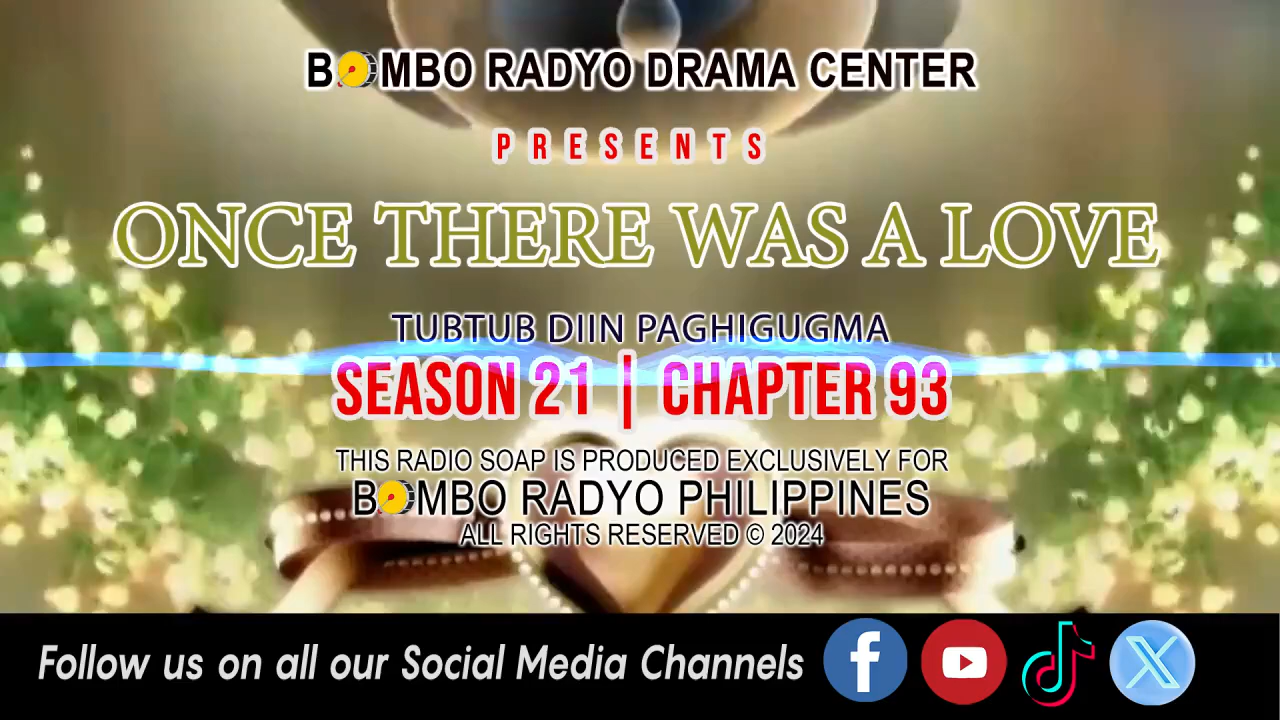 BOMBO RADYO DRAMA CENTER
PRESENTS
ONCE THERE WAS A LOVE
TUBTUB DIIN PAGHIGUGMA
SEASON 21 | CHAPTER 93
THIS RADIO SOAP IS PRODUCED EXCLUSIVELY FOR
BOMBO RADYO PHILIPPINES
ALL RIGHTS RESERVED © 2024
Follow us on all our Social Media Channels